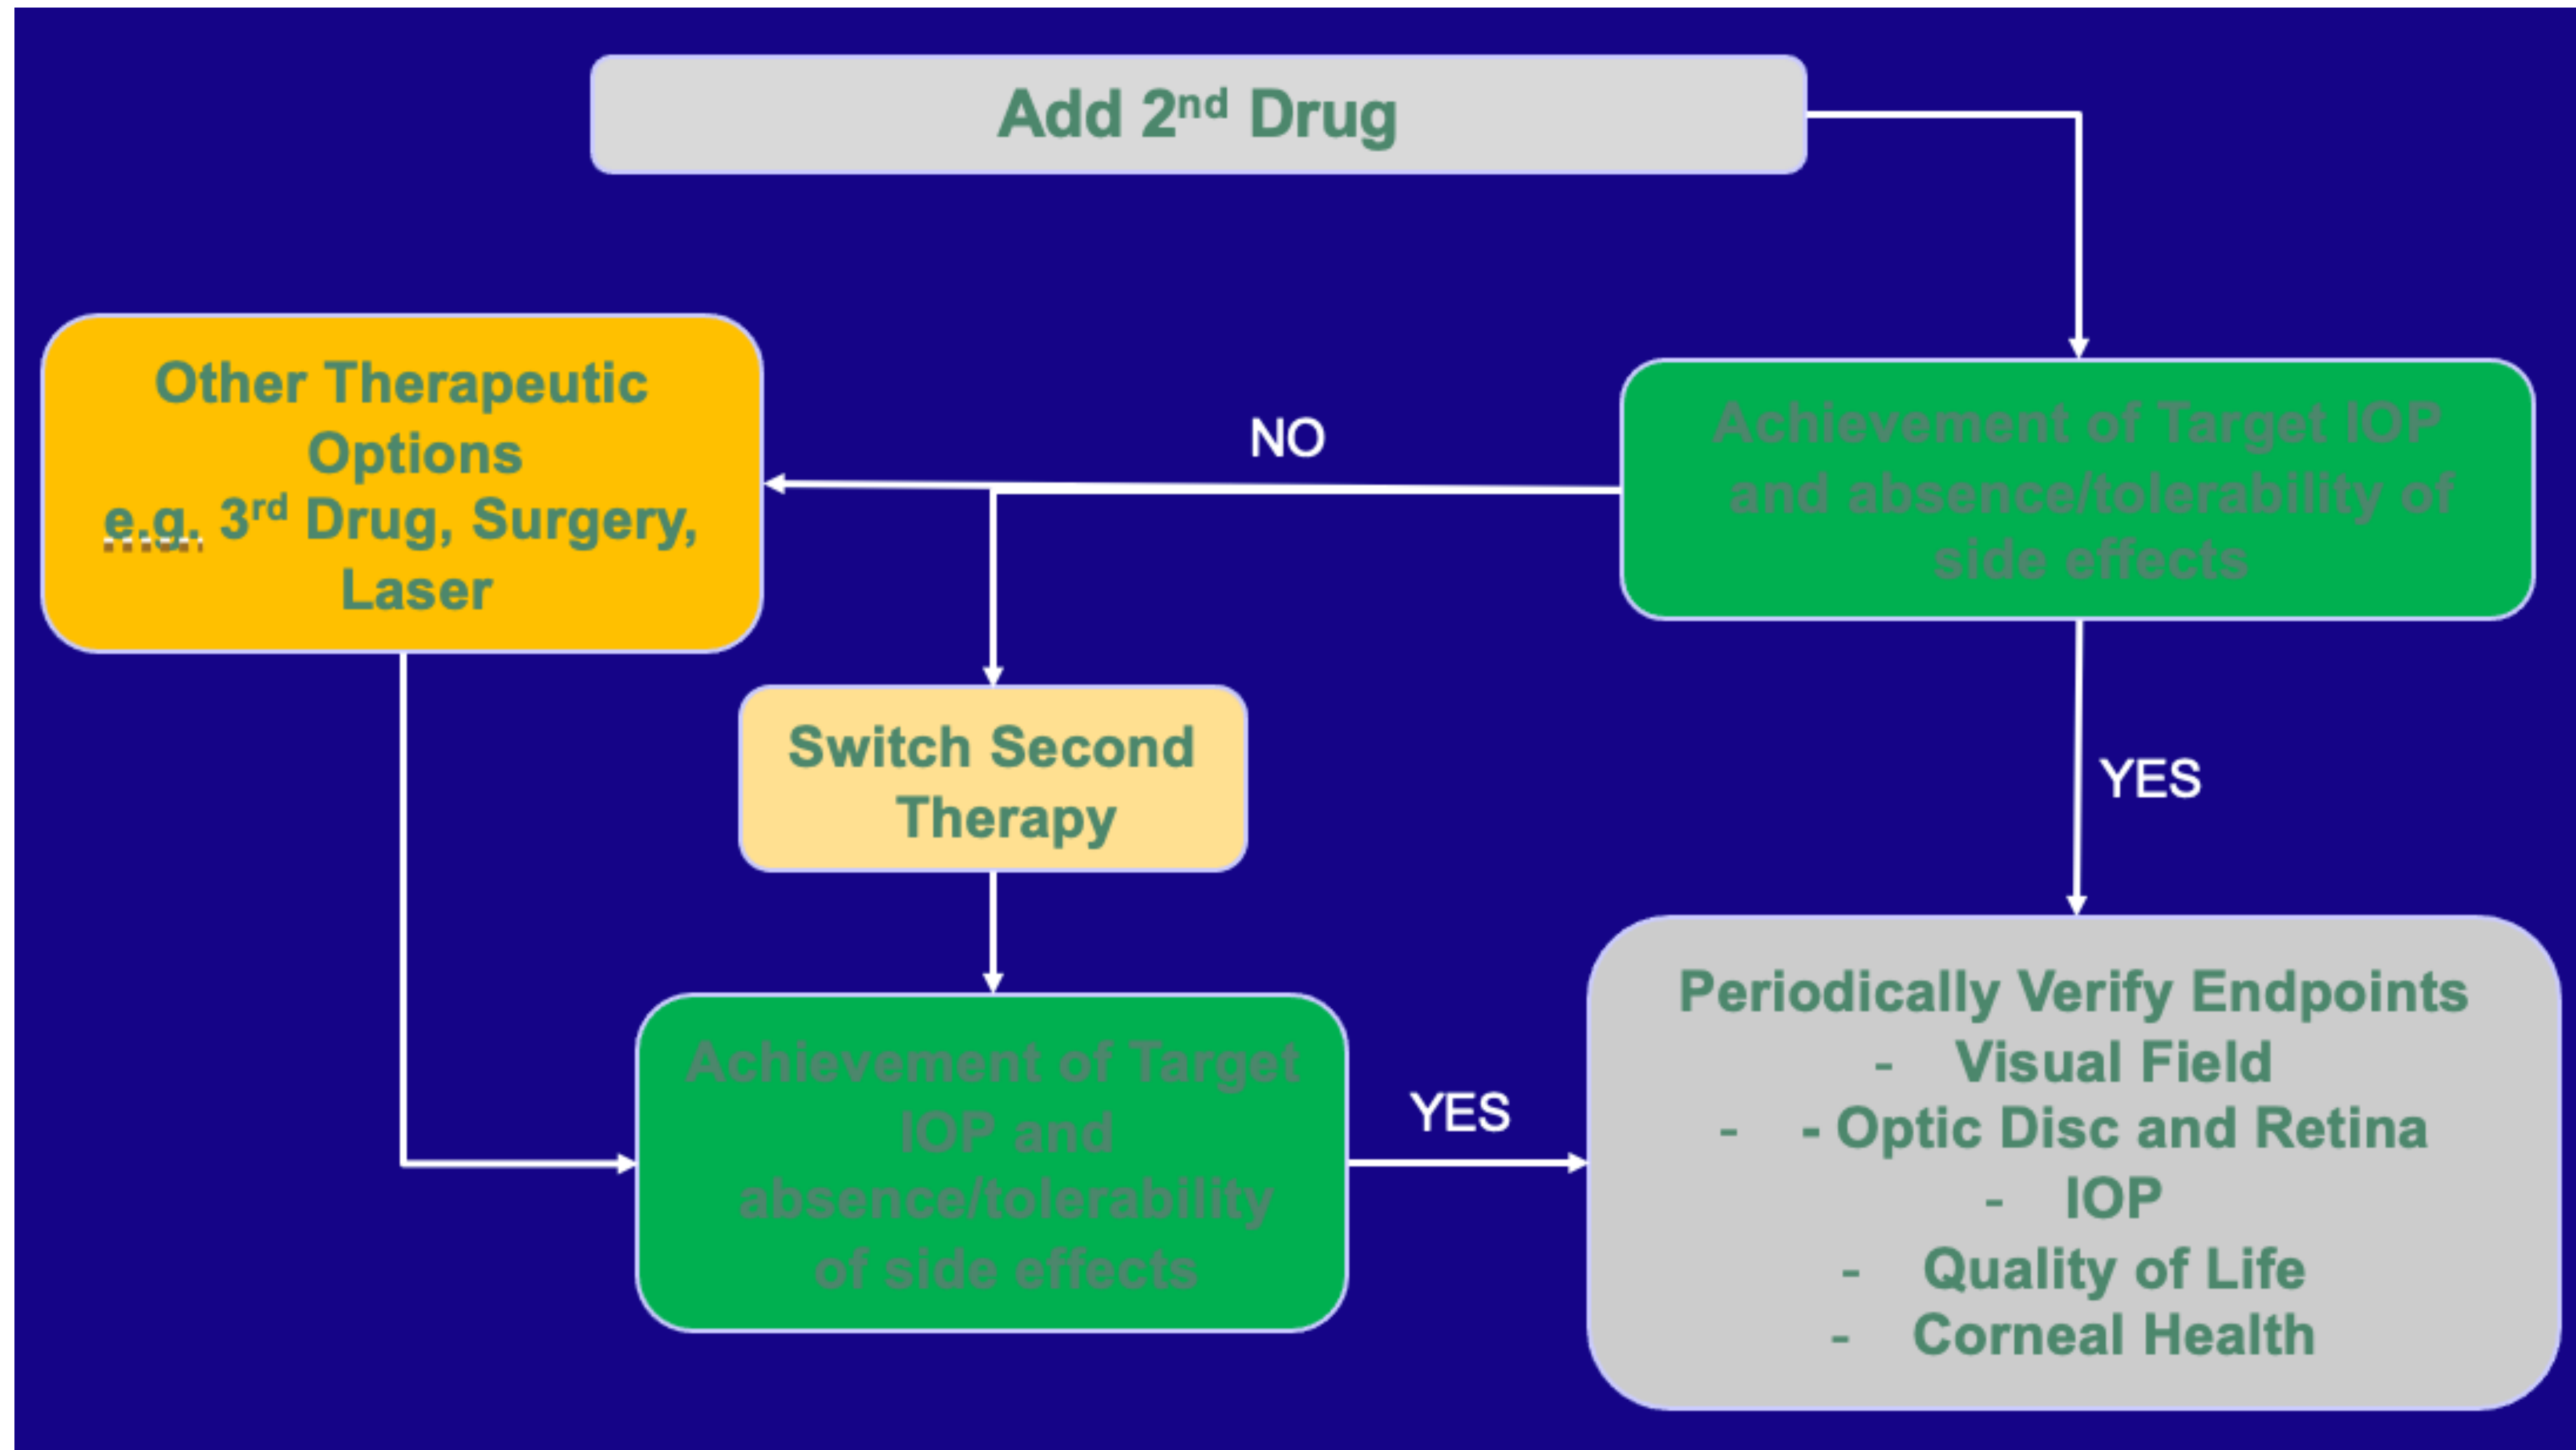 Add 2nd Drug
Other Therapeutic
Options
e.g. 3rd Drug, Surgery,
Laser
NO
Achievement of Target IOP
and absence/tolerability of
side effects
Switch Second
Therapy
YES
Achievement of Target
IOP and
absence/tolerability
of side effects
YES
Periodically Verify Endpoints
- Visual Field
- - Optic Disc and Retina
- IOP
- Quality of Life
- Corneal Health